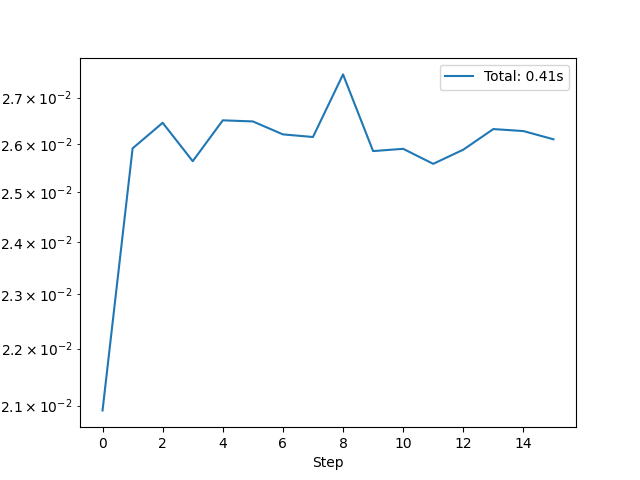 Total: 0.41s
2.7 × 10⁻²
2.6 × 10⁻²
2.5 × 10⁻²
2.4 × 10⁻²
2.3 × 10⁻²
2.2 × 10⁻²
2.1 × 10⁻²
0 2 4 6 8 10 12 14
Step